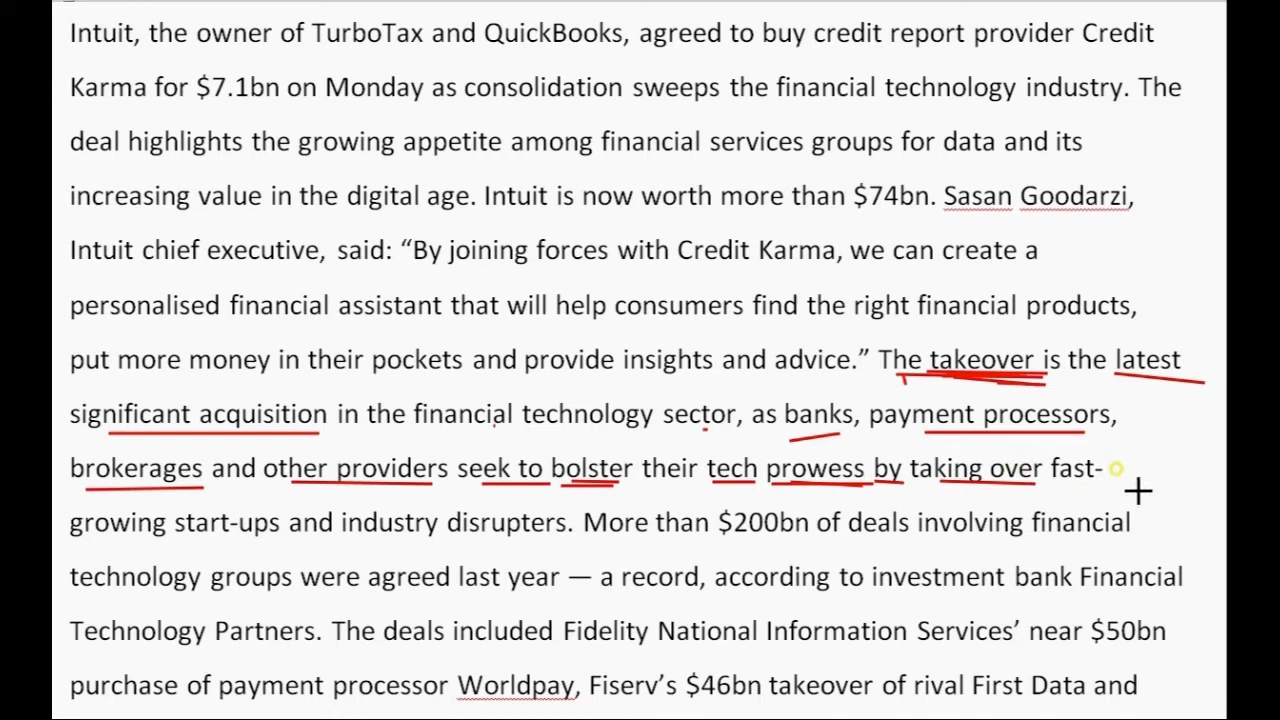 Intuit, the owner of TurboTax and QuickBooks, agreed to buy credit report provider Credit
Karma for $7.1bn on Monday as consolidation sweeps the financial technology industry. The
deal highlights the growing appetite among financial services groups for data and its
increasing value in the digital age. Intuit is now worth more than $74bn. Sasan Goodarzi,
Intuit chief executive, said: “By joining forces with Credit Karma, we can create a
personalised financial assistant that will help consumers find the right financial products,
put more money in their pockets and provide insights and advice.” The takeover is the latest
significant acquisition in the financial technology sector, as banks, payment processors,
brokerages and other providers seek to bolster their tech prowess by taking over fast-
growing start-ups and industry disrupters. More than $200bn of deals involving financial
technology groups were agreed last year — a record, according to investment bank Financial
Technology Partners. The deals included Fidelity National Information Services’ near $50bn
purchase of payment processor Worldpay, Fiserv’s $46bn takeover of rival First Data and